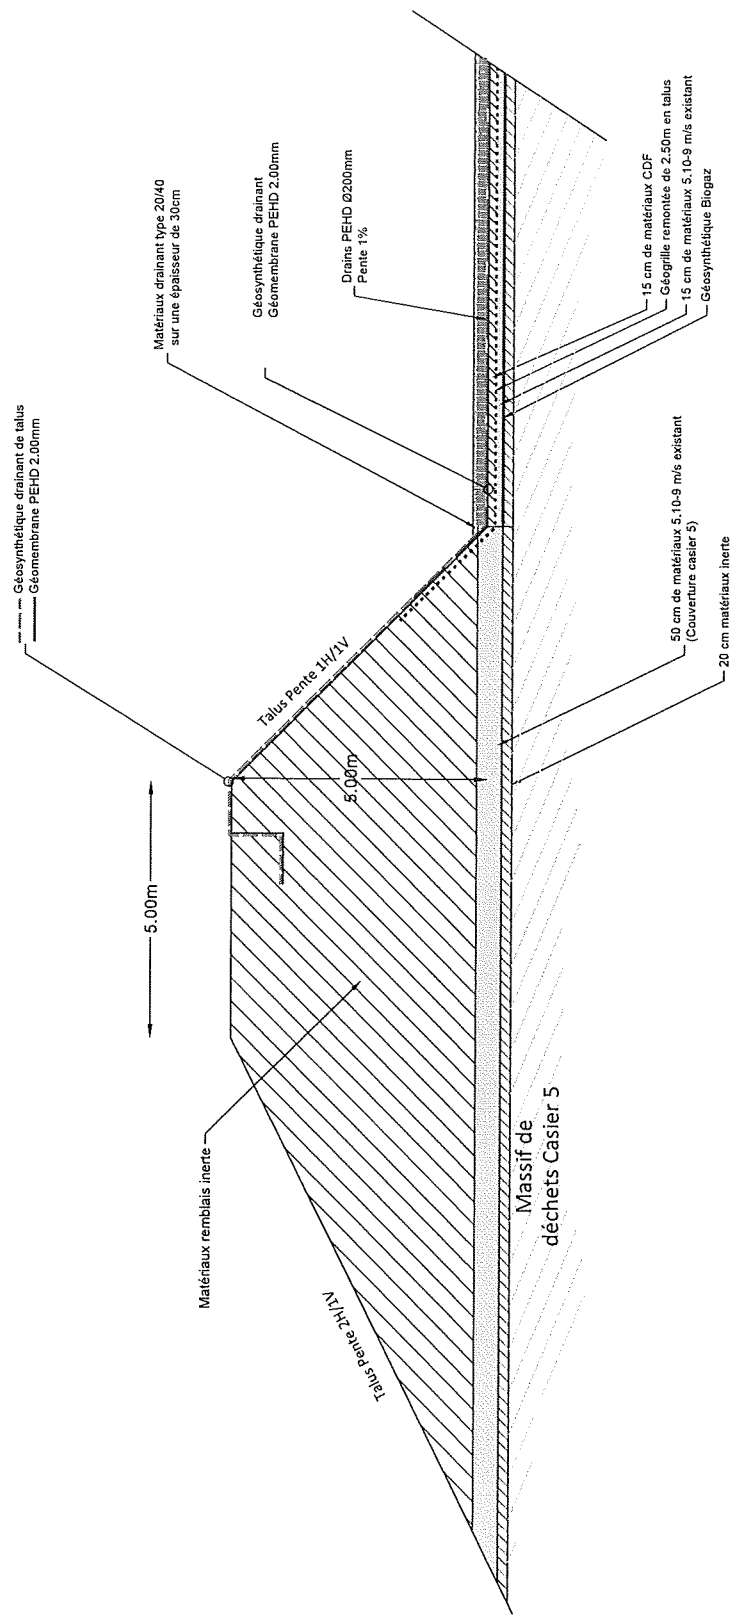 Géosynthétique drainant de talus
Géomembrane PEHD 2.00mm
Matériaux drainant type 20/40
sur une épaisseur de 30cm
Géosynthétique drainant
Géomembrane PEHD 2.00mm
Drains PEHD Ø200mm
Pente 1%
5.00m
Talus Pente 1H/1V
5.00m
Matériaux remblais inerte
Talus Pente 2H/1V
Massif de
déchets Casier 5
15 cm de matériaux CDF
Géogrille remontée de 2.50m en talus
15 cm de matériaux 5.10-9 m/s existant
Géosynthétique Biogaz
50 cm de matériaux 5.10-9 m/s existant
(Couverture casier 5)
20 cm matériaux inerte